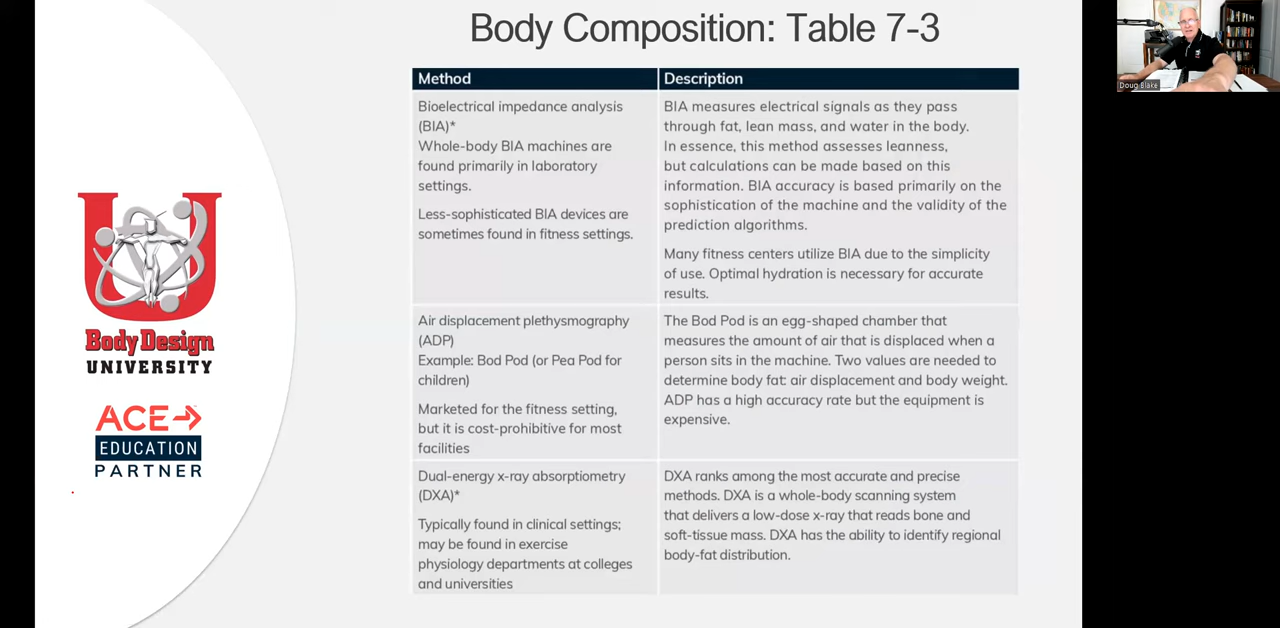 Body Composition: Table 7-3
Doug Blake
Method
Description
Bioelectrical impedance analysis
(BIA)*
Whole-body BIA machines are
found primarily in laboratory
settings.
Less-sophisticated BIA devices are
sometimes found in fitness settings.
BIA measures electrical signals as they pass
through fat, lean mass, and water in the body.
In essence, this method assesses leanness,
but calculations can be made based on this
information. BIA accuracy is based primarily on the
sophistication of the machine and the validity of the
prediction algorithms.
Many fitness centers utilize BIA due to the simplicity
of use. Optimal hydration is necessary for accurate
results.
Air displacement plethysmography
(ADP)
Example: Bod Pod (or Pea Pod for
children)
Marketed for the fitness setting,
but it is cost-prohibitive for most
facilities
The Bod Pod is an egg-shaped chamber that
measures the amount of air that is displaced when a
person sits in the machine. Two values are needed to
determine body fat: air displacement and body weight.
ADP has a high accuracy rate but the equipment is
expensive.
Dual-energy x-ray absorptiometry
(DXA)*
Typically found in clinical settings;
may be found in exercise
physiology departments at colleges
and universities
DXA ranks among the most accurate and precise
methods. DXA is a whole-body scanning system
that delivers a low-dose x-ray that reads bone and
soft-tissue mass. DXA has the ability to identify regional
body-fat distribution.
U
Body Design
UNIVERSITY
ACE
EDUCATION
PARTNER